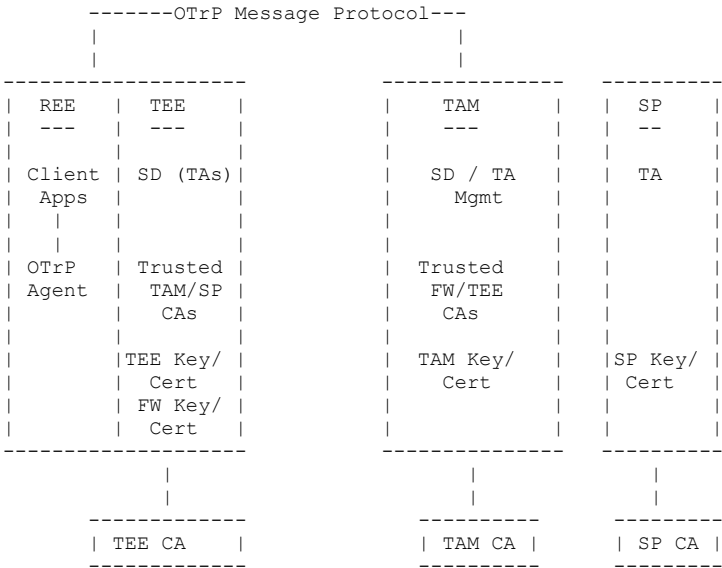 -------OTrP Message Protocol---
REE TEE TAM SP
--- --- --- --
Client SD (TAs) SD / TA TA
Apps Mgmt
OTrP Trusted Trusted
Agent TAM/SP FW/TEE
CAs CAs
TEE Key/ TAM Key/ SP Key/
Cert Cert Cert
FW Key/
Cert
TEE CA TAM CA SP CA